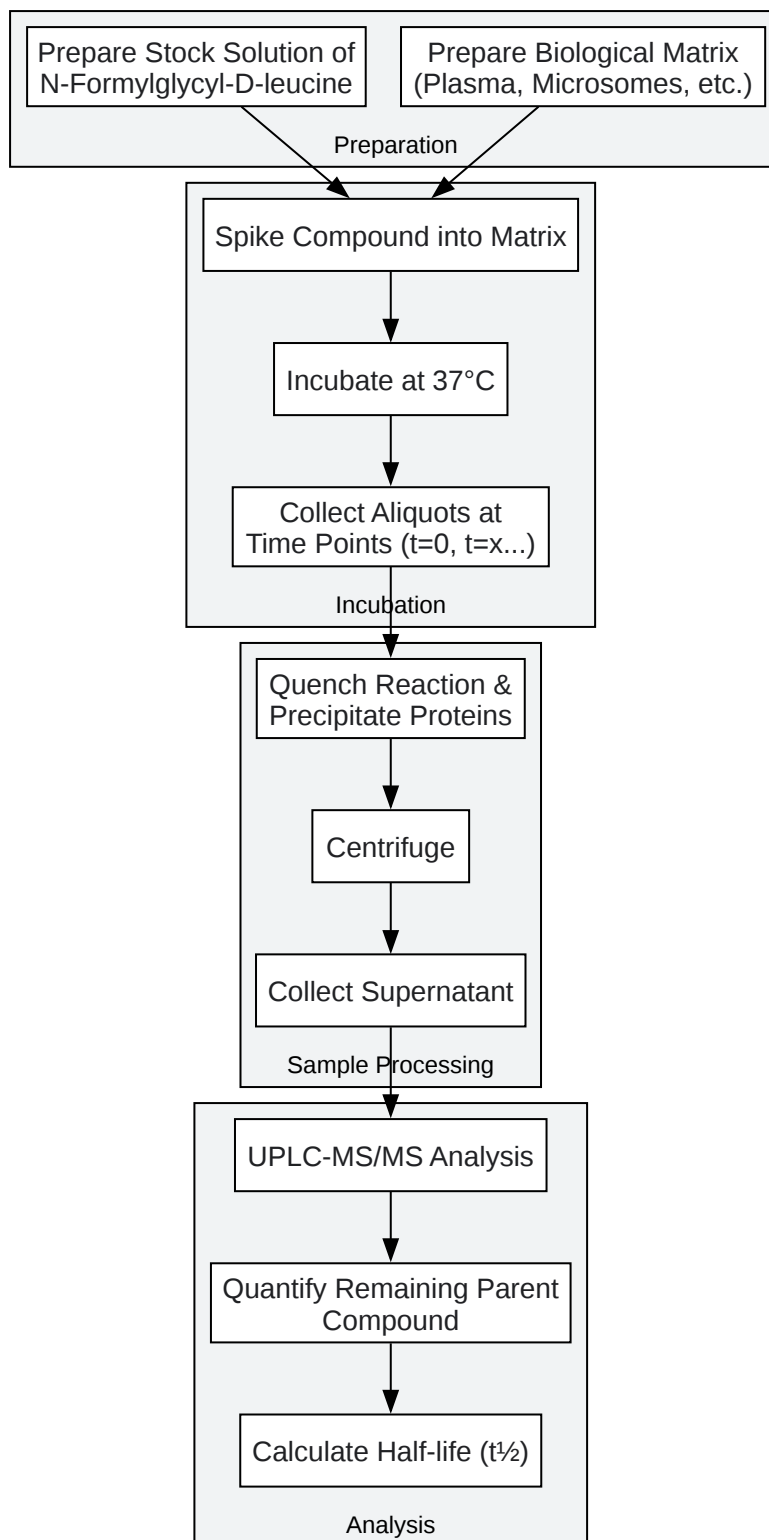 Prepare Stock Solution of
N-Formylglycyl-D-leucine
Prepare Biological Matrix
(Plasma, Microsomes, etc.)
Preparation
Spike Compound into Matrix
Incubate at 37°C
Collect Aliquots at
Time Points (t=0, t=x...)
Incubation
Quench Reaction &
Precipitate Proteins
Centrifuge
Collect Supernatant
Sample Processing
UPLC-MS/MS Analysis
Quantify Remaining Parent
Compound
Calculate Half-life (t½)
Analysis